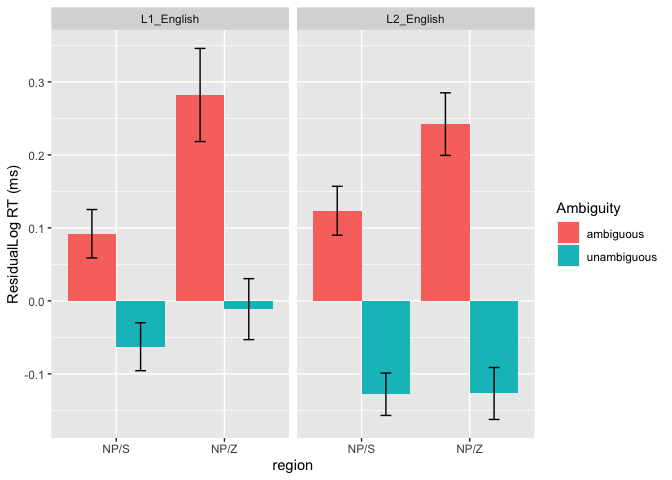 L1_English
L2_English
ResidualLog RT (ms)
0.3
0.2
0.1
0.0
-0.1
NP/S
NP/Z
NP/S
NP/Z
region
Ambiguity
ambiguous
unambiguous